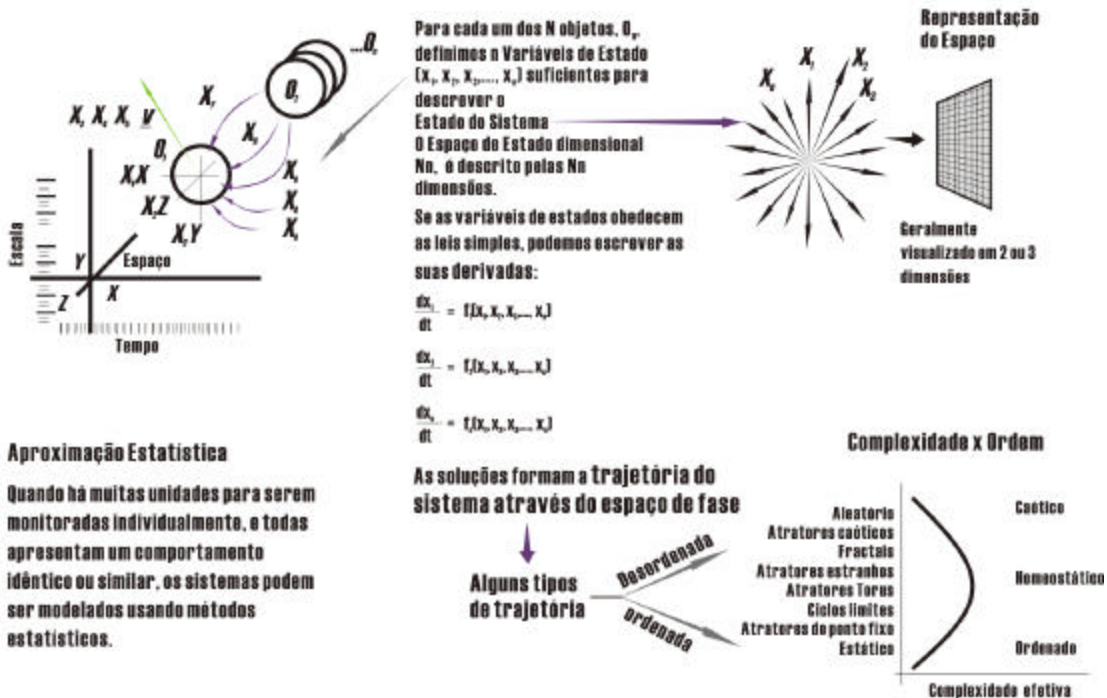 ...O
O
X
X
V
O
X,X
X,Z
X,Y
Escala
Y
Espaço
Z
X
Tempo
Para cada um dos N objetos, O
definimos n Variáveis de Estado
suficientes para
descrever o
Estado do Sistema
O Espaço de Estado dimensional
Nn, é descrito pelas Nn
dimensões.
Se as variáveis de estados obedecem
as leis simples, podemos escrever as
suas derivadas:
dt
dt
dt
As soluções formam a trajetória do
sistema através do espaço de fase
Alguns tipos
de trajetória
Desordenada
ordenada
Representação
do Espaço
Geralmente
visualizado em 2 ou 3
dimensões
Aproximação Estatística
Quando há muitas unidades para serem
monitoradas individualmente, e todas
apresentam um comportamento
idêntico ou similar, os sistemas podem
ser modelados usando métodos
estatísticos.
Complexidade x Ordem
Aleatório
Atratores caóticos
Fractais
Atratores estranhos
Atratores Torus
Ciclos limites
Atratores do ponto fixo
Estático
Caótico
Homeostático
Ordenado
Complexidade efetiva